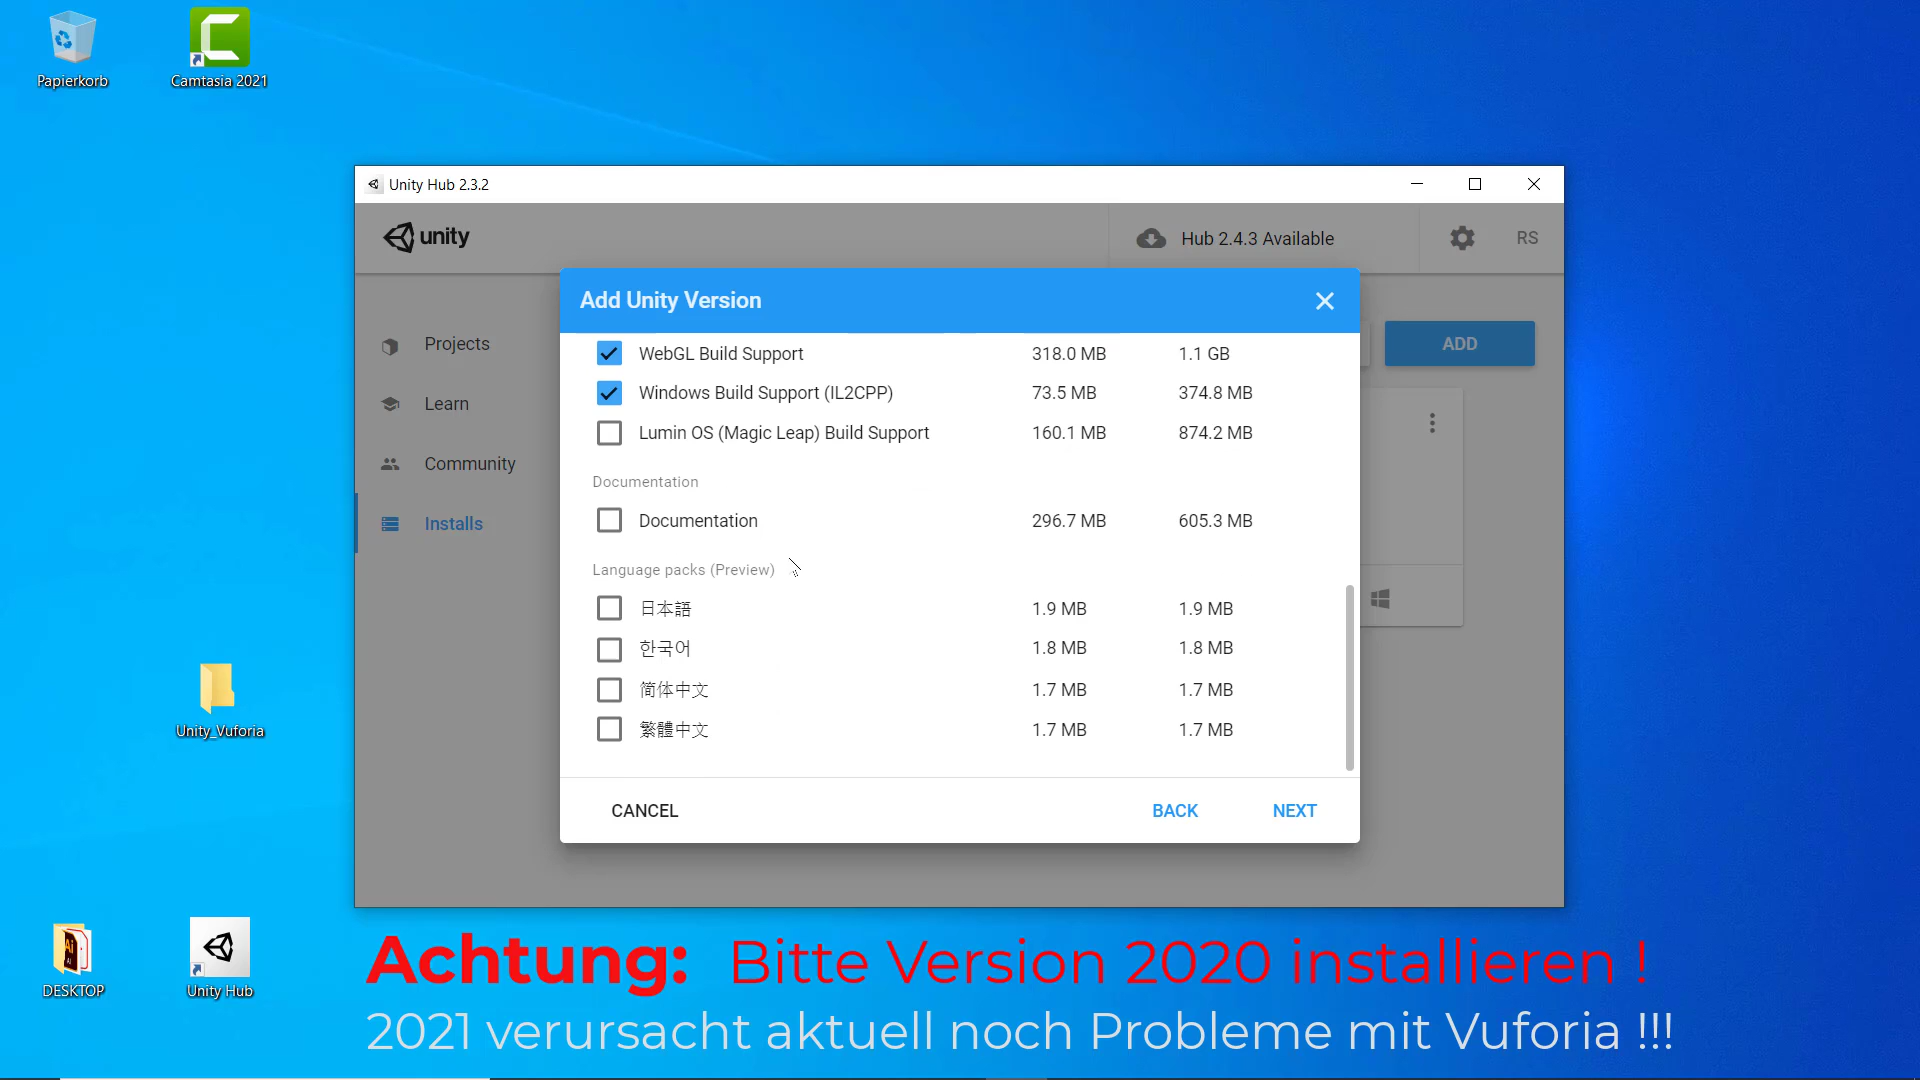 Papierkorb
Camtasia 2021
Unity Hub 2.3.2
unity
Hub 2.4.3 Available
RS
Add Unity Version
Projects
Learn
Community
Installs
ADD
WebGL Build Support 318.0 MB 1.1 GB
Windows Build Support (IL2CPP) 73.5 MB 374.8 MB
Lumin OS (Magic Leap) Build Support 160.1 MB 874.2 MB
Documentation
Documentation 296.7 MB 605.3 MB
Language packs (Preview)
日本語 1.9 MB 1.9 MB
한국어 1.8 MB 1.8 MB
简体中文 1.7 MB 1.7 MB
繁體中文 1.7 MB 1.7 MB
CANCEL
BACK
NEXT
Unity_Vuforia
Ai
DESKTOP
Unity Hub
Achtung: Bitte Version 2020 installieren !
2021 verursacht aktuell noch Probleme mit Vuforia !!!